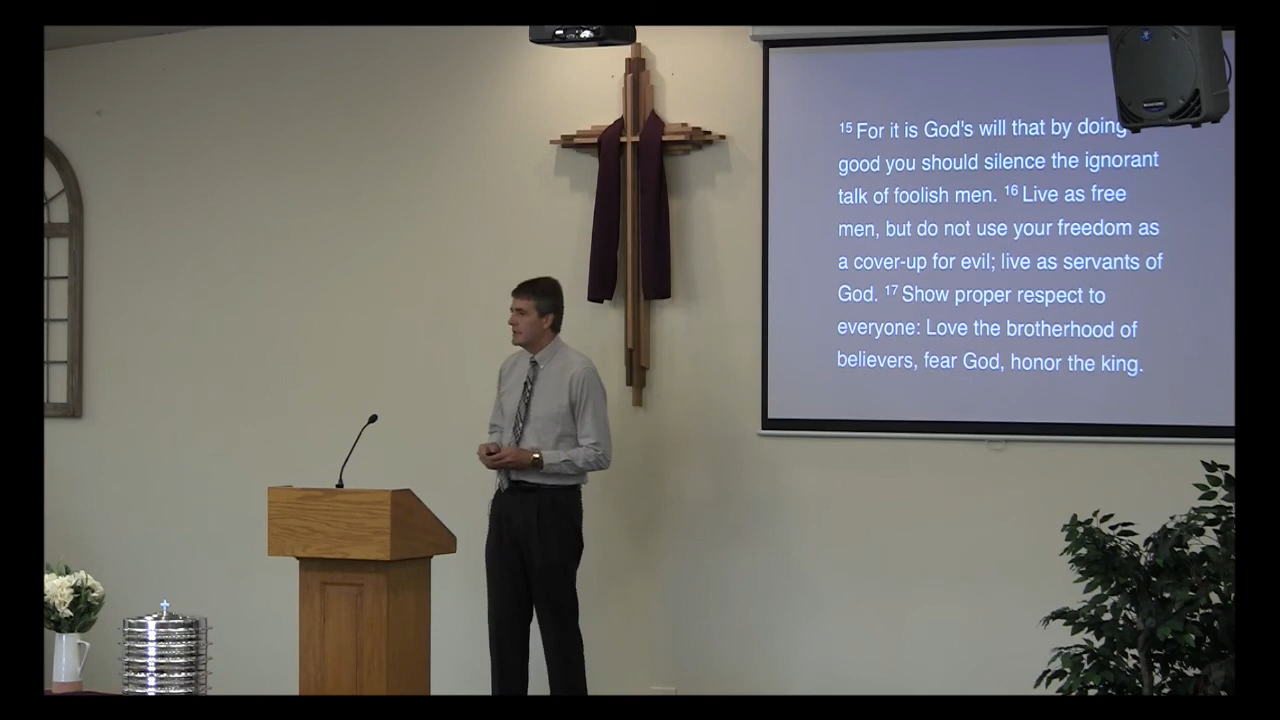 15 For it is God's will that by doing
good you should silence the ignorant
talk of foolish men. 16 Live as free
men, but do not use your freedom as
a cover-up for evil; live as servants of
God. 17 Show proper respect to
everyone: Love the brotherhood of
believers, fear God, honor the king.